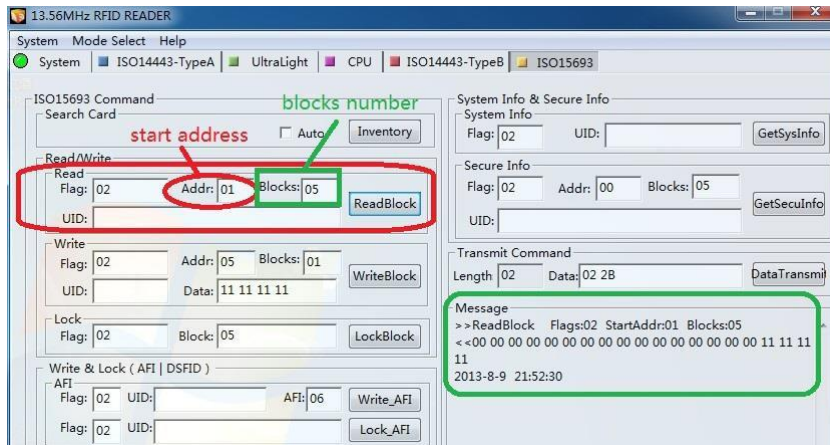 13.56MHz RFID READER
System Mode Select Help
System ISO14443-TypeA UltraLight CPU ISO14443-TypeB ISO15693
ISO15693 Command
Search Card
blocks number
start address
Auto Inventory
Read/Write
Read
Flag: 02 Addr: 01 Blocks: 05
ReadBlock
UID:
Write
Flag: 02 Addr: 05 Blocks: 01
WriteBlock
UID: Data: 11 11 11 11
Lock
Flag: 02 Block: 05 LockBlock
Write & Lock ( AFI | DSFID )
AFI
Flag: 02 UID: AFI: 06 Write_AFI
Flag: 02 UID: Lock_AFI
System Info & Secure Info
System Info
Flag: 02 UID: GetSysInfo
Secure Info
Flag: 02 Addr: 00 Blocks: 05
GetSecuInfo
UID:
Transmit Command
Length 02 Data: 02 2B DataTransmit
Message
>>ReadBlock Flags:02 StartAddr:01 Blocks:05
<<00 00 00 00 00 00 00 00 00 00 00 00 00 00 00 00 11 11 11
11
2013-8-9 21:52:30